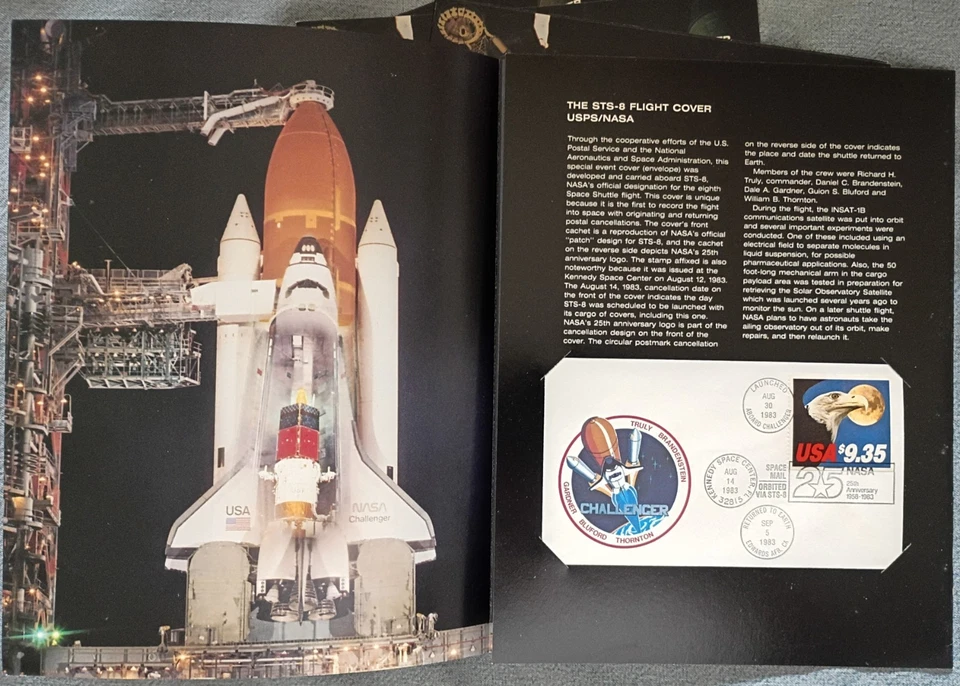 USA
NASA
Challenger
THE STS-8 FLIGHT COVER
USPS/NASA
Through the cooperative efforts of the U.S.
Postal Service and the National
Aeronautics and Space Administration, this
special event cover (envelope) was
developed and carried aboard STS-8,
NASA's official designation for the eighth
Space Shuttle flight. This cover is unique
because it is the first to record the flight
into space with originating and returning
postal cancellations. The cover's front
cachet is a reproduction of NASA's official
"patch" design for STS-8, and the cachet
on the reverse side depicts NASA's 25th
anniversary logo. The stamp affixed is also
noteworthy because it was issued at the
Kennedy Space Center on August 12, 1983.
The August 14, 1983, cancellation date on
the front of the cover indicates the day
STS-8 was scheduled to be launched with
its cargo of covers, including this one.
NASA's 25th anniversary logo is part of the
cancellation design on the front of the
cover. The circular postmark cancellation
on the reverse side of the cover indicates
the place and date the shuttle returned to
Earth.
Members of the crew were Richard H.
Truly, commander, Daniel C. Brandenstein,
Dale A. Gardner, Guion S. Bluford and
William B. Thornton.
During the flight, the INSAT-1B
communications satellite was put into orbit
and several important experiments were
conducted. One of these included using an
electrical field to separate molecules in
liquid suspension, for possible
pharmaceutical applications. Also, the 50
foot-long mechanical arm in the cargo
payload area was tested in preparation for
retrieving the Solar Observatory Satellite
which was launched several years ago to
monitor the sun. On a later shuttle flight,
NASA plans to have astronauts take the
ailing observatory out of its orbit, make
repairs, and then relaunch it.
TRULY BRANDENSTEIN
CHALLENGER
GARDNER BLUFORD THORNTON
LAUNCHED
AUG
30
1983
ABOARD CHALLENGER
USA $9.35
KENNEDY SPACE CENTER, FL
AUG
14
1983
32815
SPACE
MAIL
ORBITED
VIA STS-8
25 NASA
25th
Anniversary
1958-1983
RETURNED TO EARTH
SEP
5
1983
EDWARDS AFB, CA